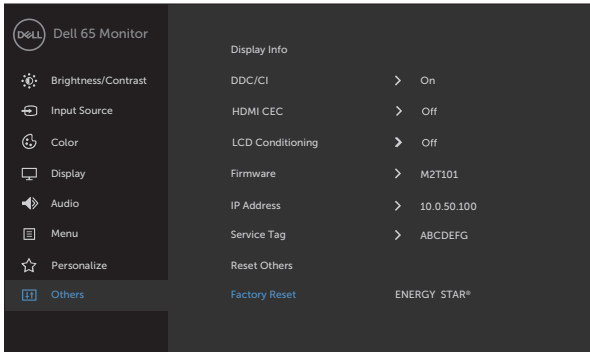 DELL Dell 65 Monitor
Display Info
Brightness/Contrast DDC/CI > On
Input Source HDMI CEC > Off
Color LCD Conditioning > Off
Display Firmware > M2T101
Audio IP Address > 10.0.50.100
Menu Service Tag > ABCDEFG
Personalize Reset Others
Others Factory Reset ENERGY STAR®